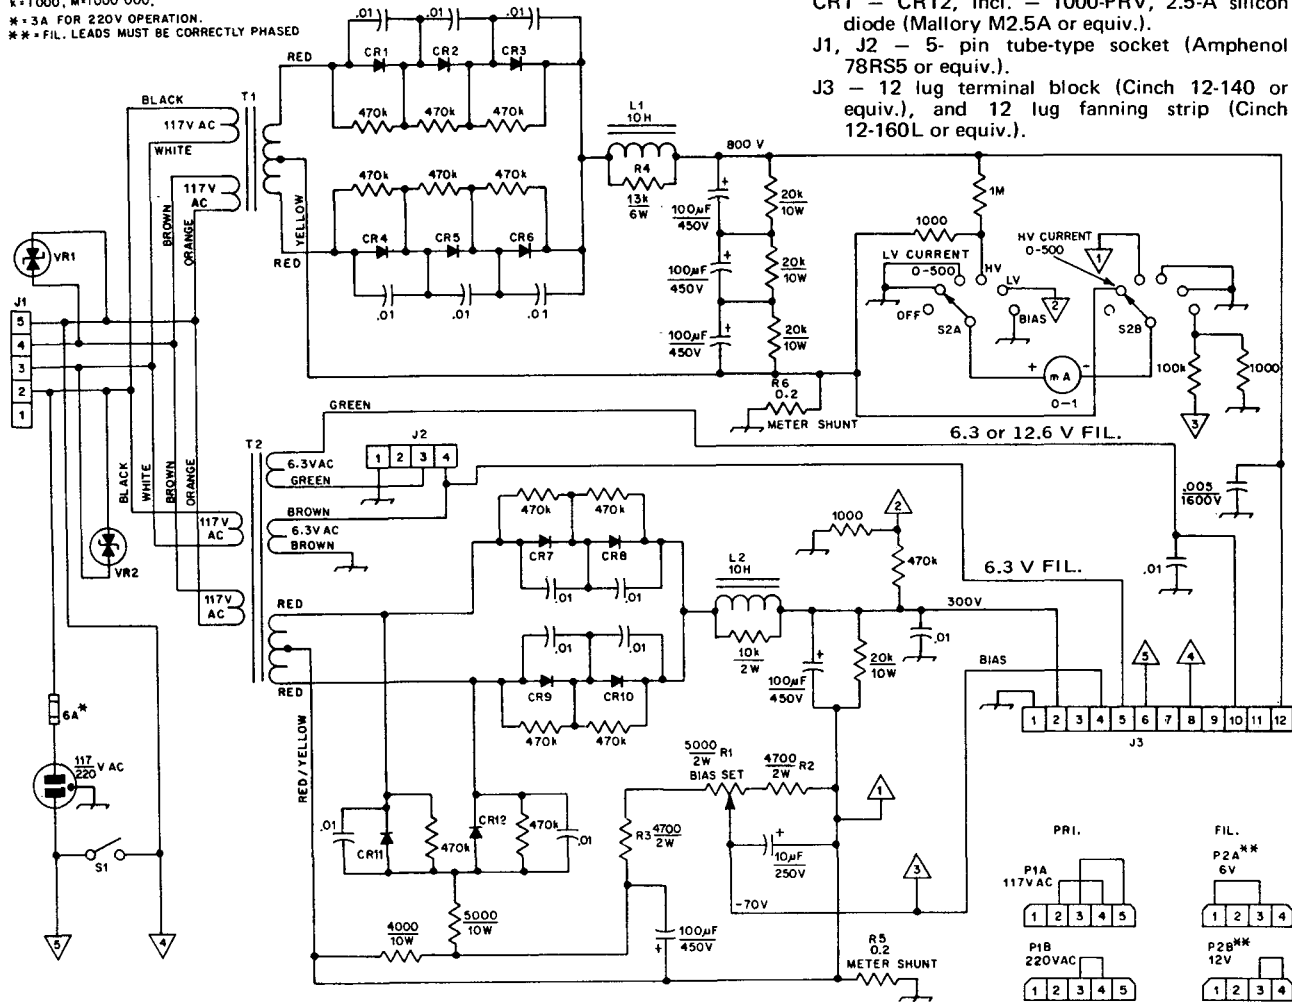 k=1000, M=1000 000.
* = 3A FOR 220V OPERATION.
** = FIL. LEADS MUST BE CORRECTLY PHASED
CR1 — CR12, incl. — 1000-PRV, 2.5-A silicon
diode (Mallory M2.5A or equiv.).
J1, J2 — 5- pin tube-type socket (Amphenol
78RS5 or equiv.).
J3 — 12 lug terminal block (Cinch 12-140 or
equiv.), and 12 lug fanning strip (Cinch
12-160L or equiv.).
.01 .01 .01
RED CR1 CR2 CR3
BLACK T1
117V AC
470k 470k 470k
WHITE
L1
10H
800 V
470k 470k 470k
R4
13k
6W
117V
AC
BROWN
ORANGE
YELLOW
RED CR4 CR5 CR6
.01 .01 .01
100µF
450V
20k
10W
1M
1000
100µF
450V
20k
10W
100µF
450V
20k
10W
LV CURRENT
0-500
HV
LV
2
OFF
S2A
BIAS
HV CURRENT
0-500
1
S2B
+ mA -
0-1
100k
1000
3
VR1
J1
5
4
3
2
1
R6
0.2
METER SHUNT
6.3 or 12.6 V FIL.
GREEN
T2
6.3VAC
GREEN
J2
1 2 3 4
BLACK
WHITE
BROWN
ORANGE
BROWN
6.3VAC
BROWN
117V
AC
VR2
117V
AC
470k 470k
CR7 CR8
.01 .01
1000
2
470k
.005
1600V
.01
6.3 V FIL.
L2
10H
10k
2W
300V
RED
.01 .01
CR9 CR10
RED
470k 470k
100µF
450V
20k
10W
.01
BIAS
5
4
1 2 3 4 5 6 7 8 9 10 11 12
J3
6A*
117
220 V AC
S1
5
4
RED/YELLOW
.01
CR11
470k
CR12
470k
.01
5000
2W R1
BIAS SET
4700
2W R2
R3 4700
2W
10µF
250V
1
3
-70V
4000
10W
5000
10W
100µF
450V
R5
0.2
METER SHUNT
PRI.
P1A
117VAC
1 2 3 4 5
P1B
220VAC
1 2 3 4 5
FIL.
P2A**
6V
1 2 3 4
P2B**
12V
1 2 3 4